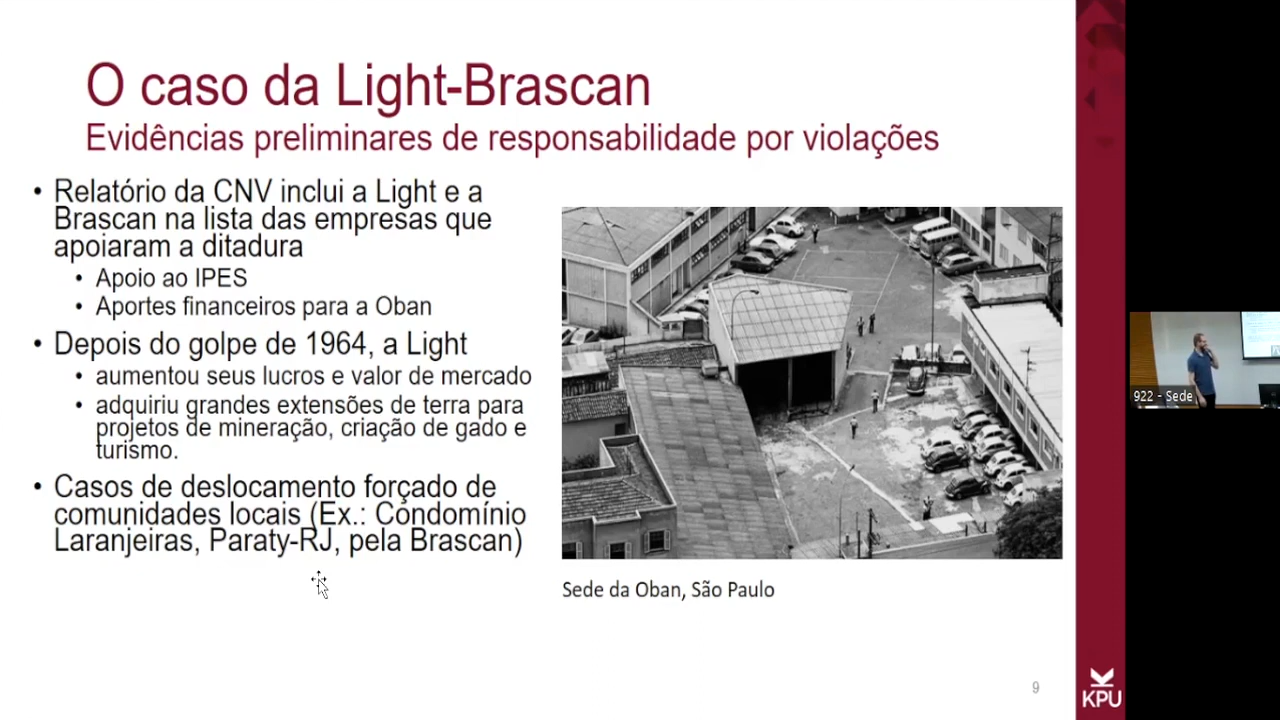 O caso da Light-Brascan
Evidências preliminares de responsabilidade por violações
• Relatório da CNV inclui a Light e a
Brascan na lista das empresas que
apoiaram a ditadura
• Apoio ao IPES
• Aportes financeiros para a Oban
• Depois do golpe de 1964, a Light
• aumentou seus lucros e valor de mercado
• adquiriu grandes extensões de terra para
projetos de mineração, criação de gado e
turismo.
• Casos de deslocamento forçado de
comunidades locais (Ex.: Condomínio
Laranjeiras, Paraty-RJ, pela Brascan)
Sede da Oban, São Paulo
9
KPU
922 - Sede